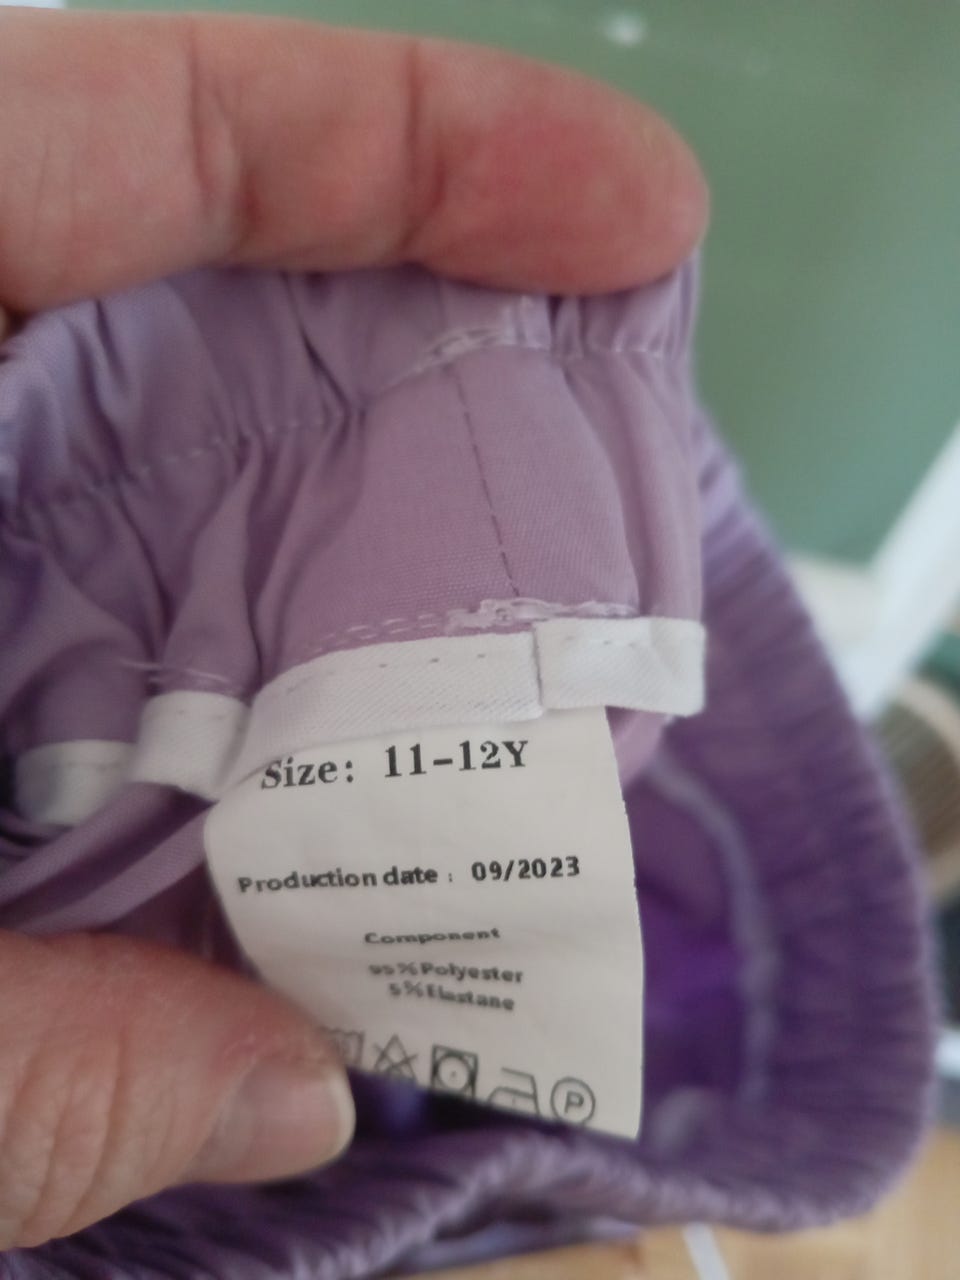 Size: 11-12Y
Production date : 09/2023
Component
95%Polyester
5%Elastane
P